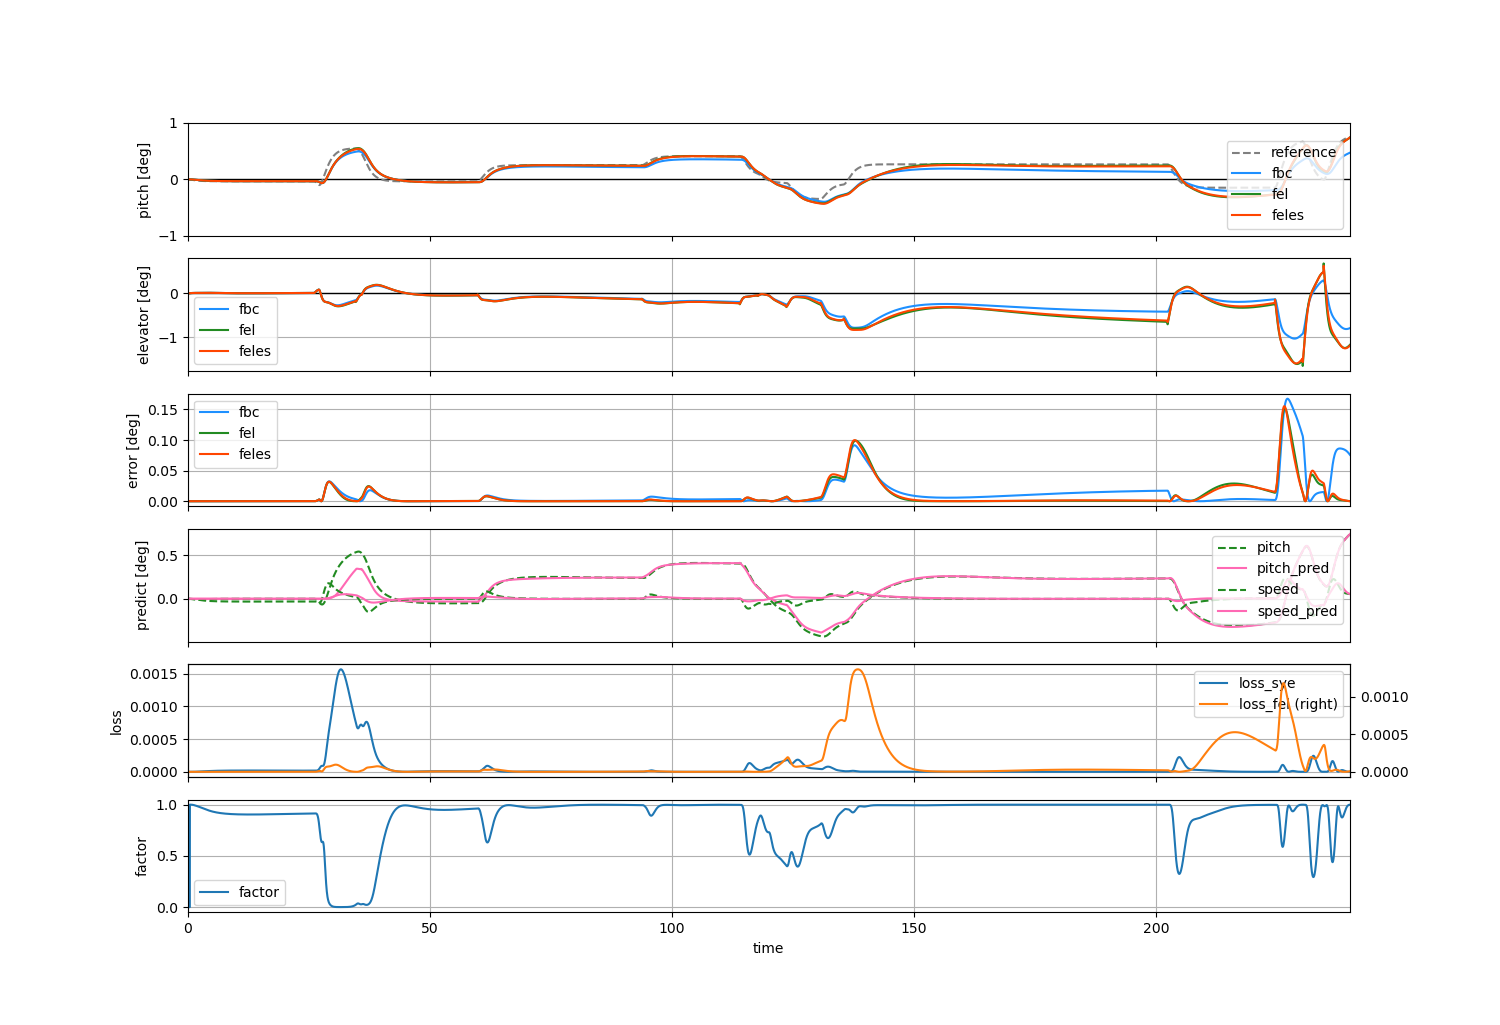 1
0
−1
pitch [deg]
reference
fbc
fel
feles
0
−1
elevator [deg]
fbc
fel
feles
0.15
0.10
0.05
0.00
error [deg]
fbc
fel
feles
0.5
0.0
predict [deg]
pitch
pitch_pred
speed
speed_pred
0.0015
0.0010
0.0005
0.0000
loss
loss_sye
loss_fel (right)
0.0010
0.0005
0.0000
1.0
0.5
0.0
factor
factor
0
50
100
150
200
time